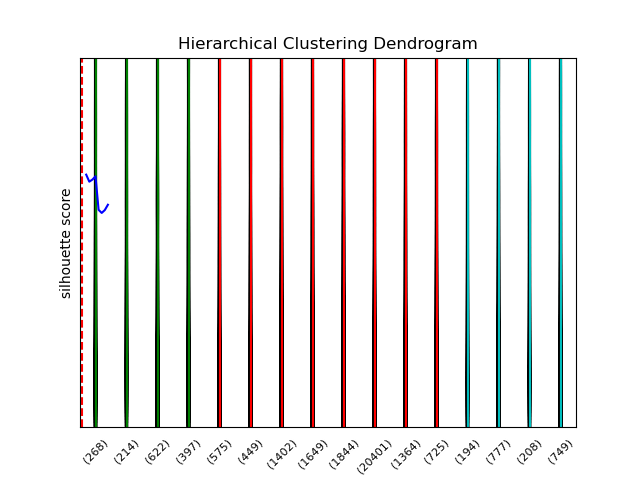 Hierarchical Clustering Dendrogram
silhouette score
(268) (214) (622) (397) (575) (449) (1402) (1649) (1844) (20401) (1364) (725) (194) (777) (208) (749)